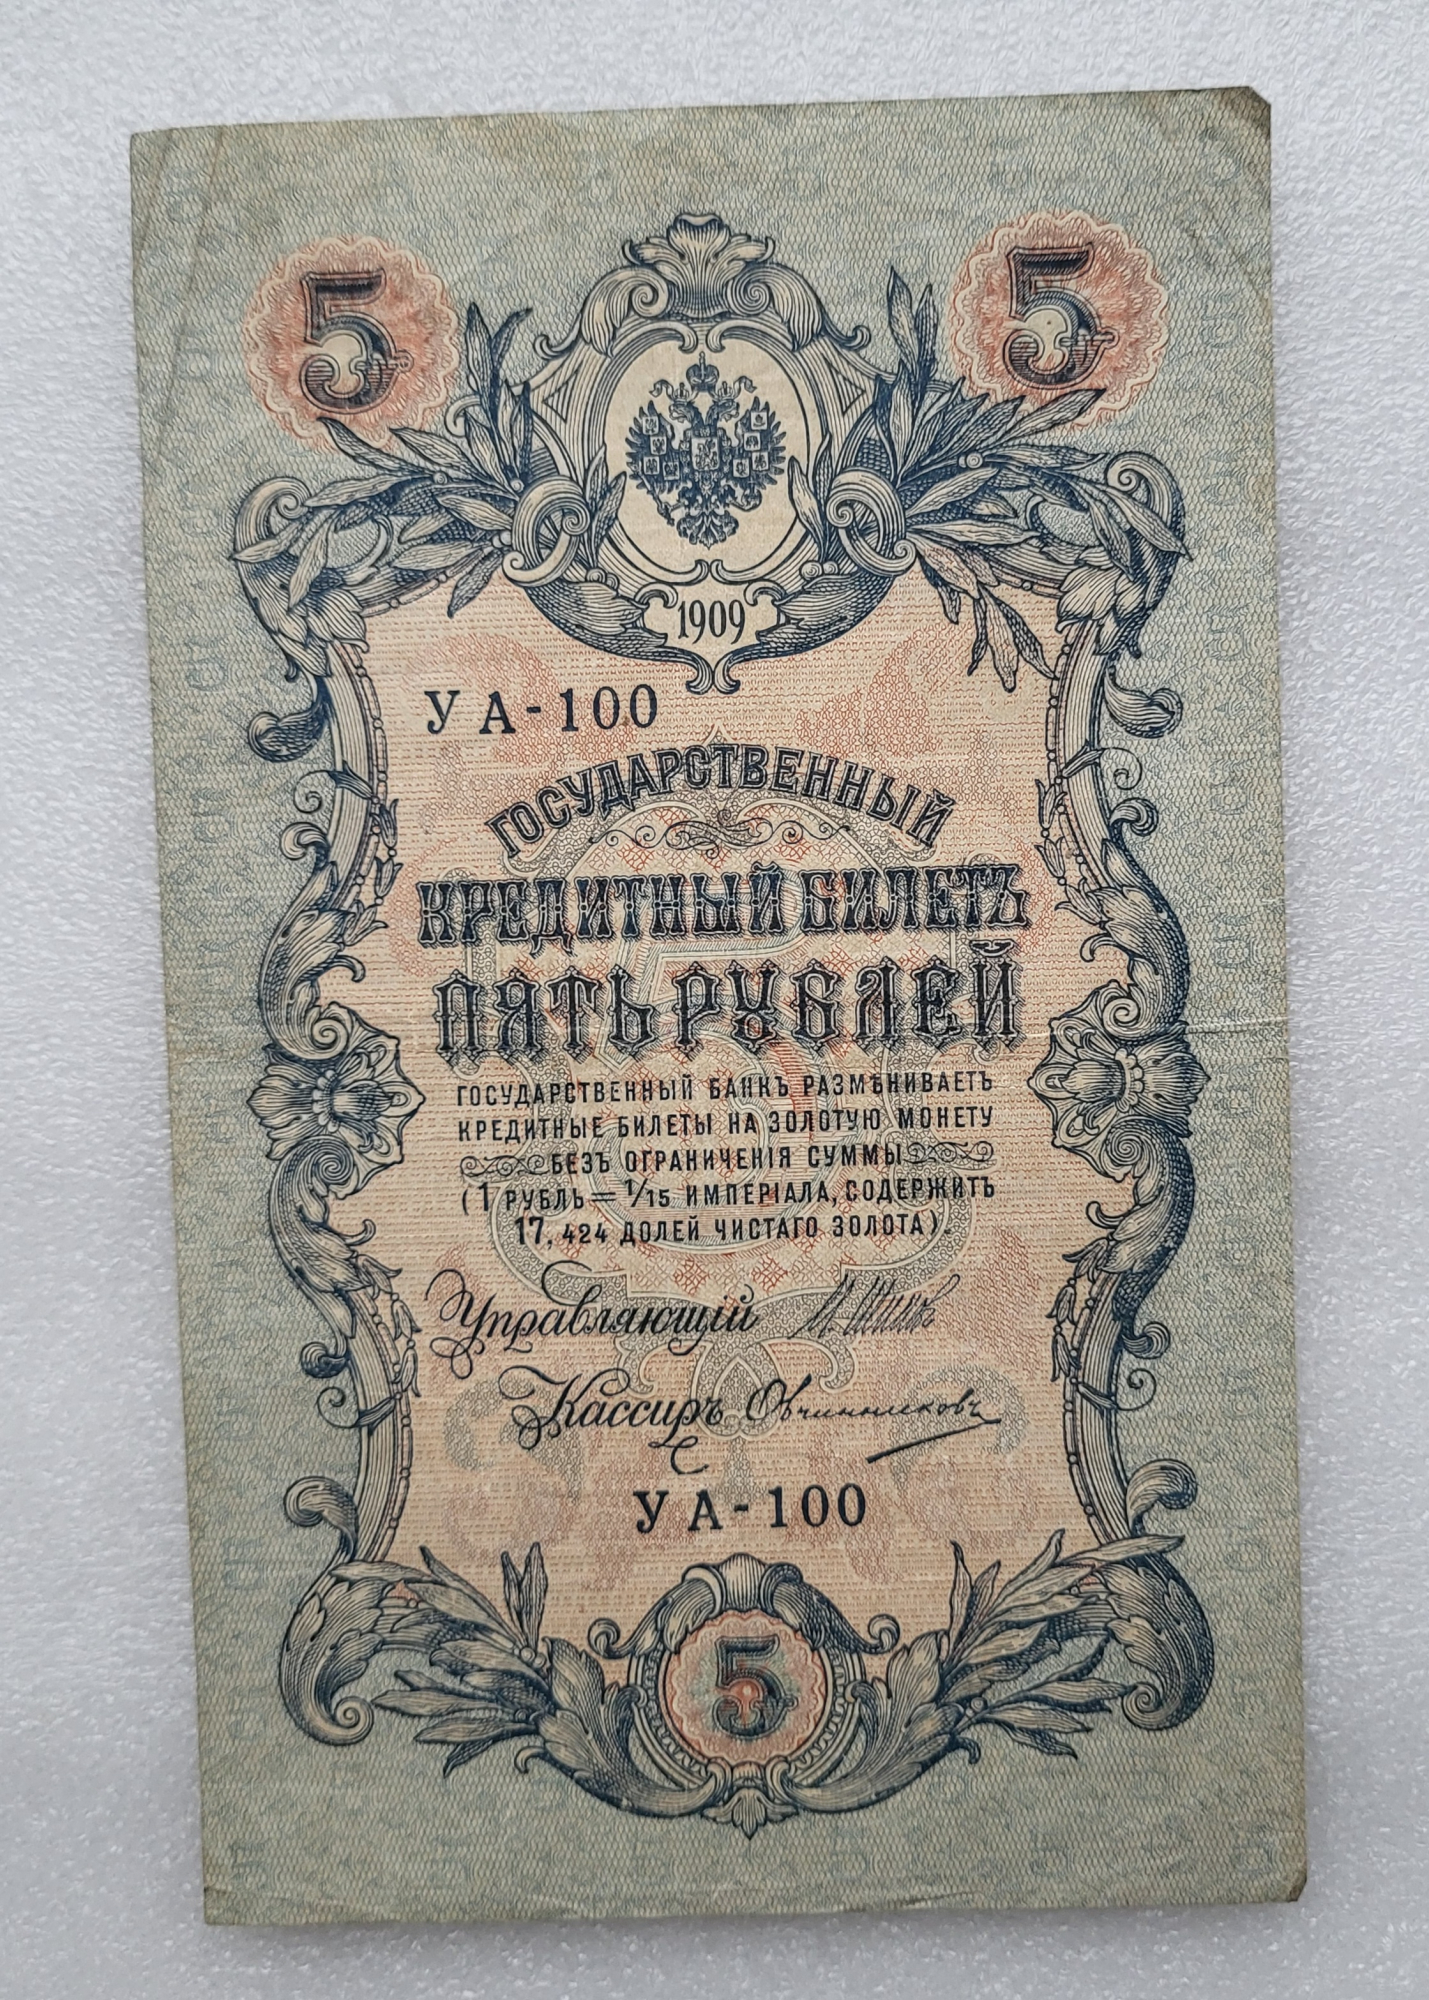 5
5
1909
УА-100
ГОСУДАРСТВЕННЫЙ
КРЕДИТНЫЙ БИЛЕТЪ
ПЯТЬ РУБЛЕЙ
ГОСУДАРСТВЕННЫЙ БАНКЪ РАЗМѢНИВАЕТЪ
КРЕДИТНЫЕ БИЛЕТЫ НА ЗОЛОТУЮ МОНЕТУ
БЕЗЪ ОГРАНИЧЕНІЯ СУММЫ
(1 РУБЛЬ = 1/15 ИМПЕРІАЛА, СОДЕРЖИТЪ
17, 424 ДОЛЕЙ ЧИСТАГО ЗОЛОТА).
Управляющій И. Шиповъ
Кассиръ Овчинниковъ
УА-100
5